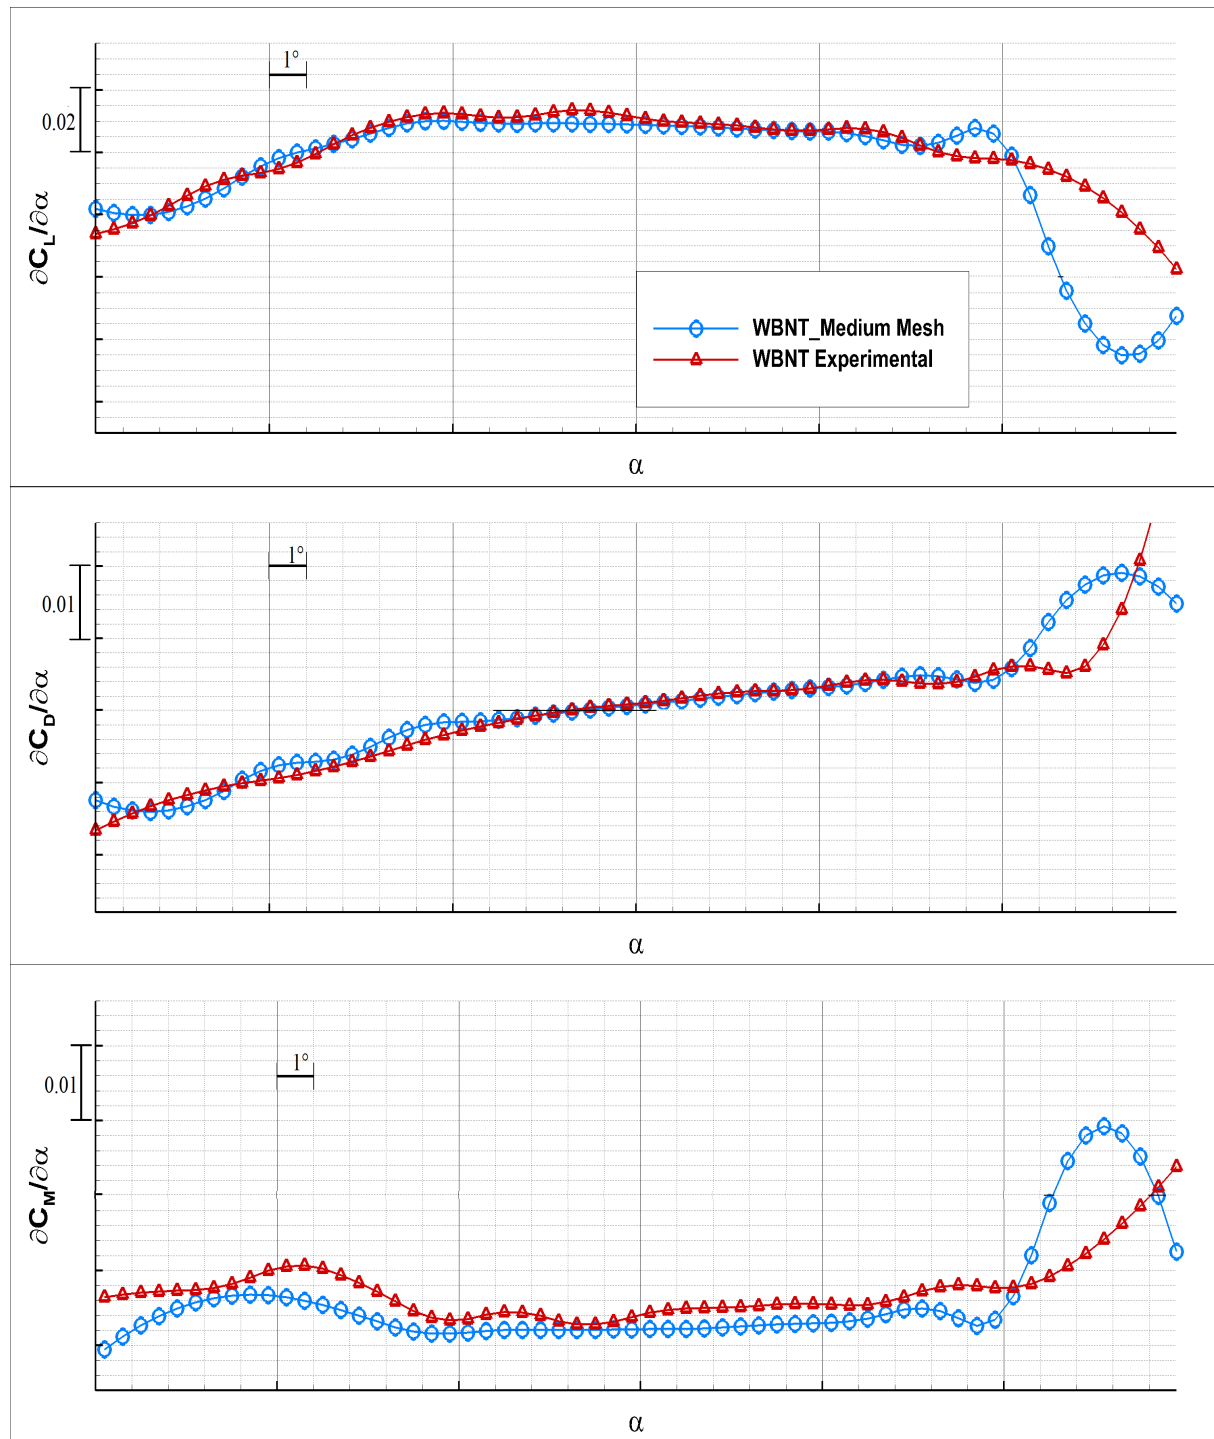 1°
0.02
∂C_L/∂α
WBNT_Medium Mesh
WBNT Experimental
α
1°
0.01
∂C_D/∂α
α
1°
0.01
∂C_M/∂α
α